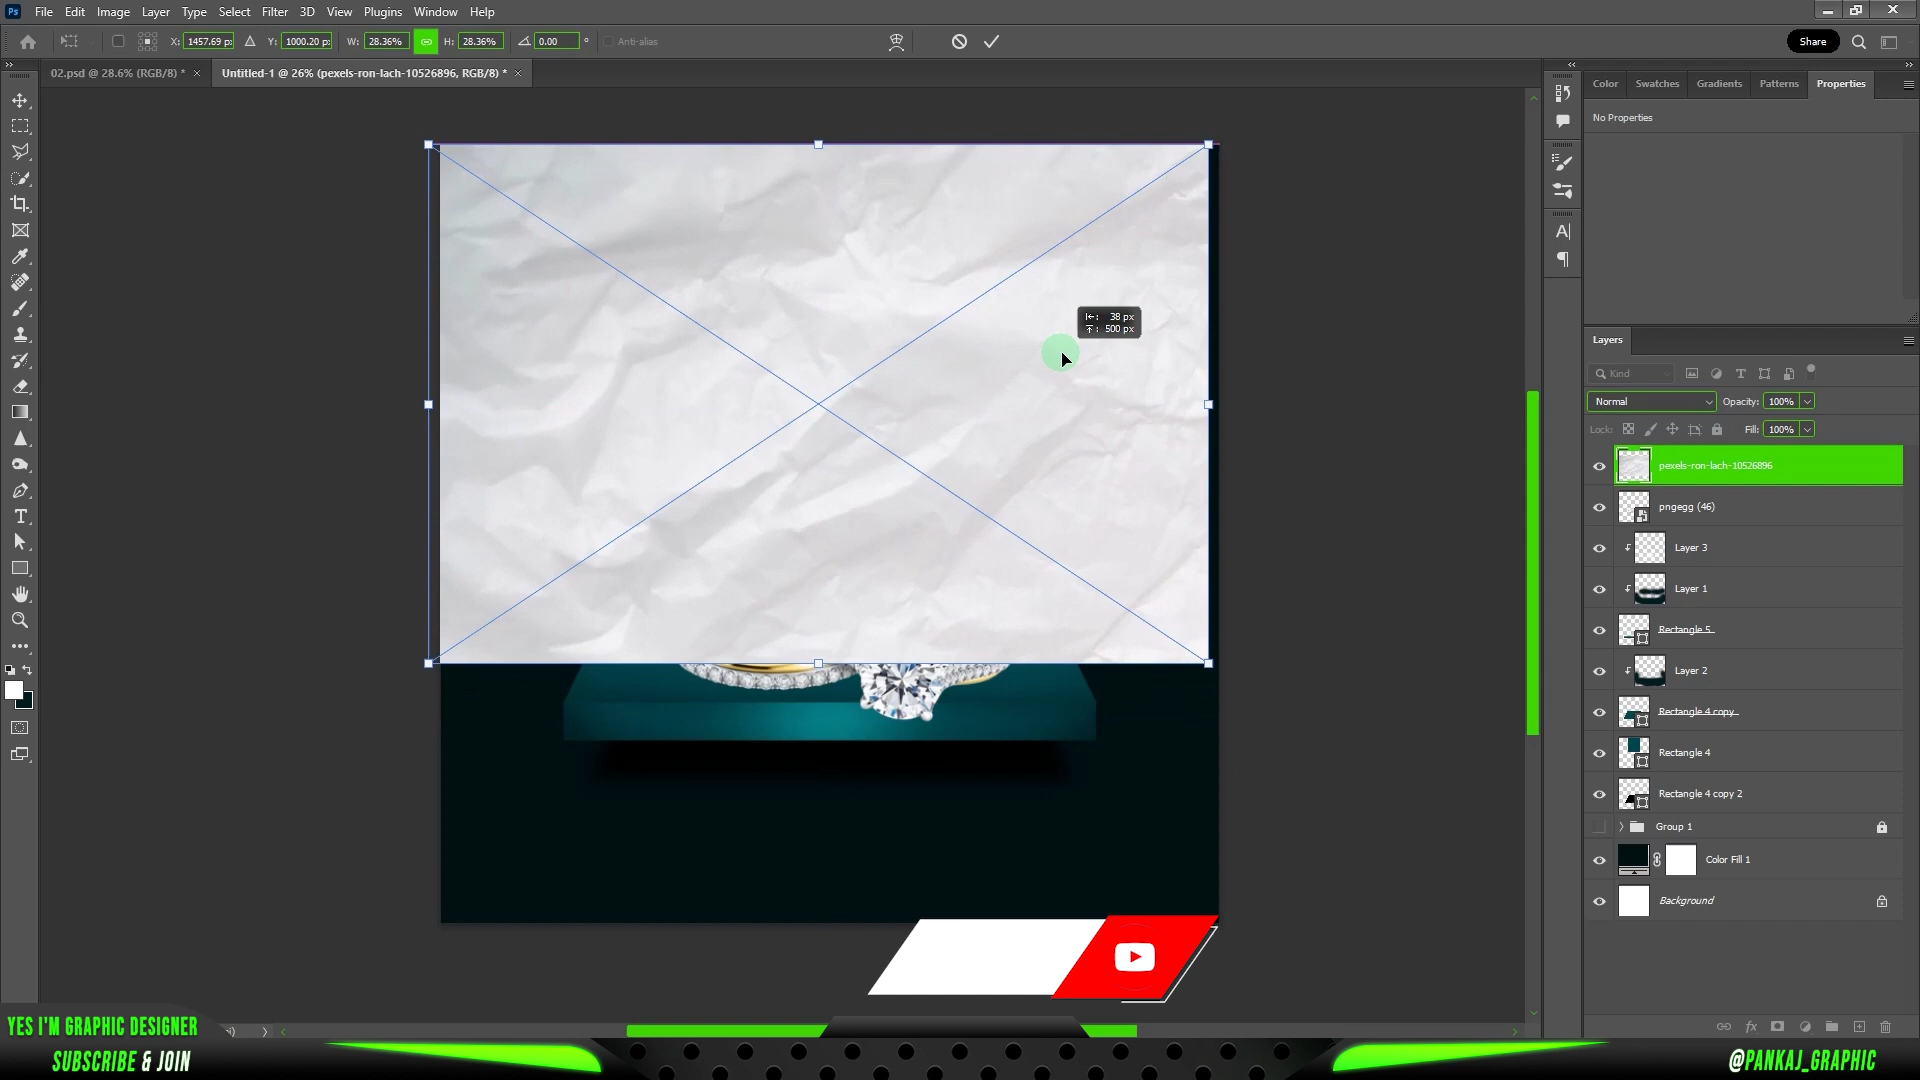 Ps File Edit Image Layer Type Select Filter 3D View Plugins Window Help
X: 1457.69 p: Y: 1000.20 p: W: 28.36% H: 28.36% 0.00 ° Anti-alias Share
02.psd @ 28.6% (RGB/8) * × Untitled-1 @ 26% (pexels-ron-lach-10526896, RGB/8) * ×
Color Swatches Gradients Patterns Properties
No Properties
38 px
500 px
Layers
Kind
Normal Opacity: 100%
Lock: Fill: 100%
pexels-ron-lach-10526896
pngegg (46)
Layer 3
Layer 1
Rectangle 5
Layer 2
Rectangle 4 copy
Rectangle 4
Rectangle 4 copy 2
Group 1
Color Fill 1
Background
YES I'M GRAPHIC DESIGNER
SUBSCRIBE & JOIN
@PANKAJ_GRAPHIC